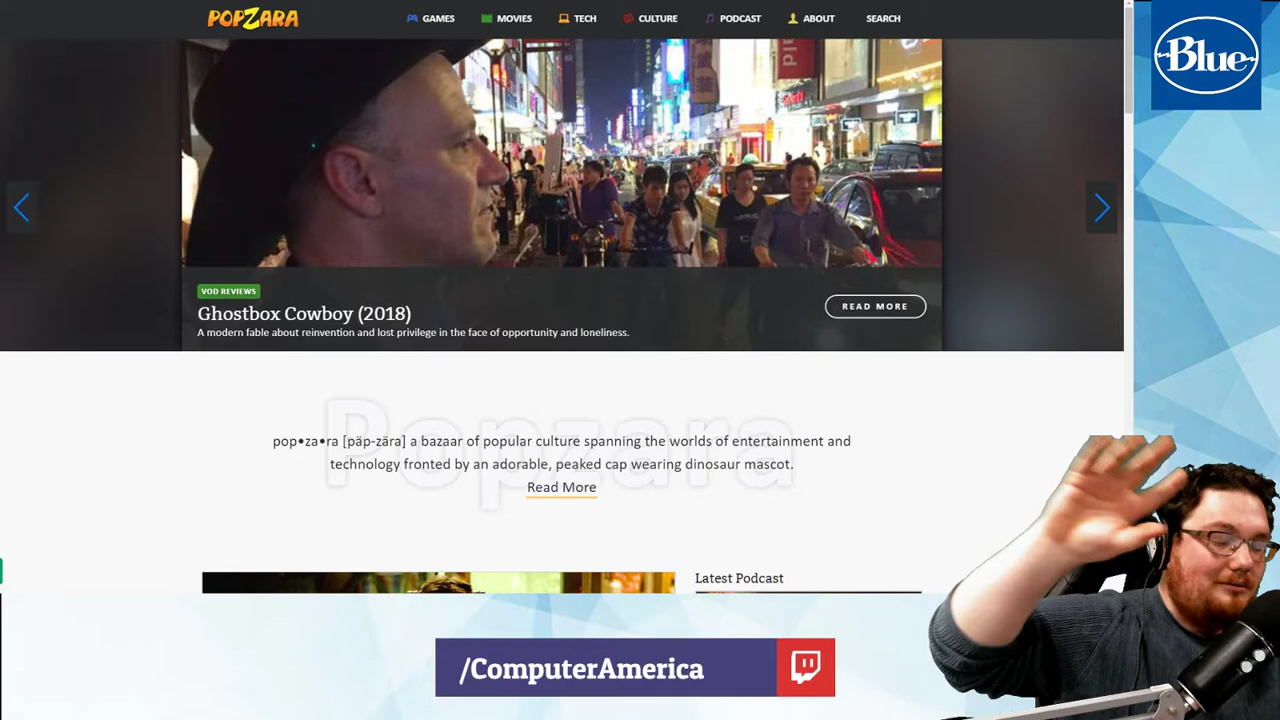 POPZARA
GAMES
MOVIES
TECH
CULTURE
PODCAST
ABOUT
SEARCH
Blue
VOD REVIEWS
Ghostbox Cowboy (2018)
A modern fable about reinvention and lost privilege in the face of opportunity and loneliness.
READ MORE
Popzara
pop•za•ra [päp-zära] a bazaar of popular culture spanning the worlds of entertainment and
technology fronted by an adorable, peaked cap wearing dinosaur mascot.
Read More
Latest Podcast
/ComputerAmerica